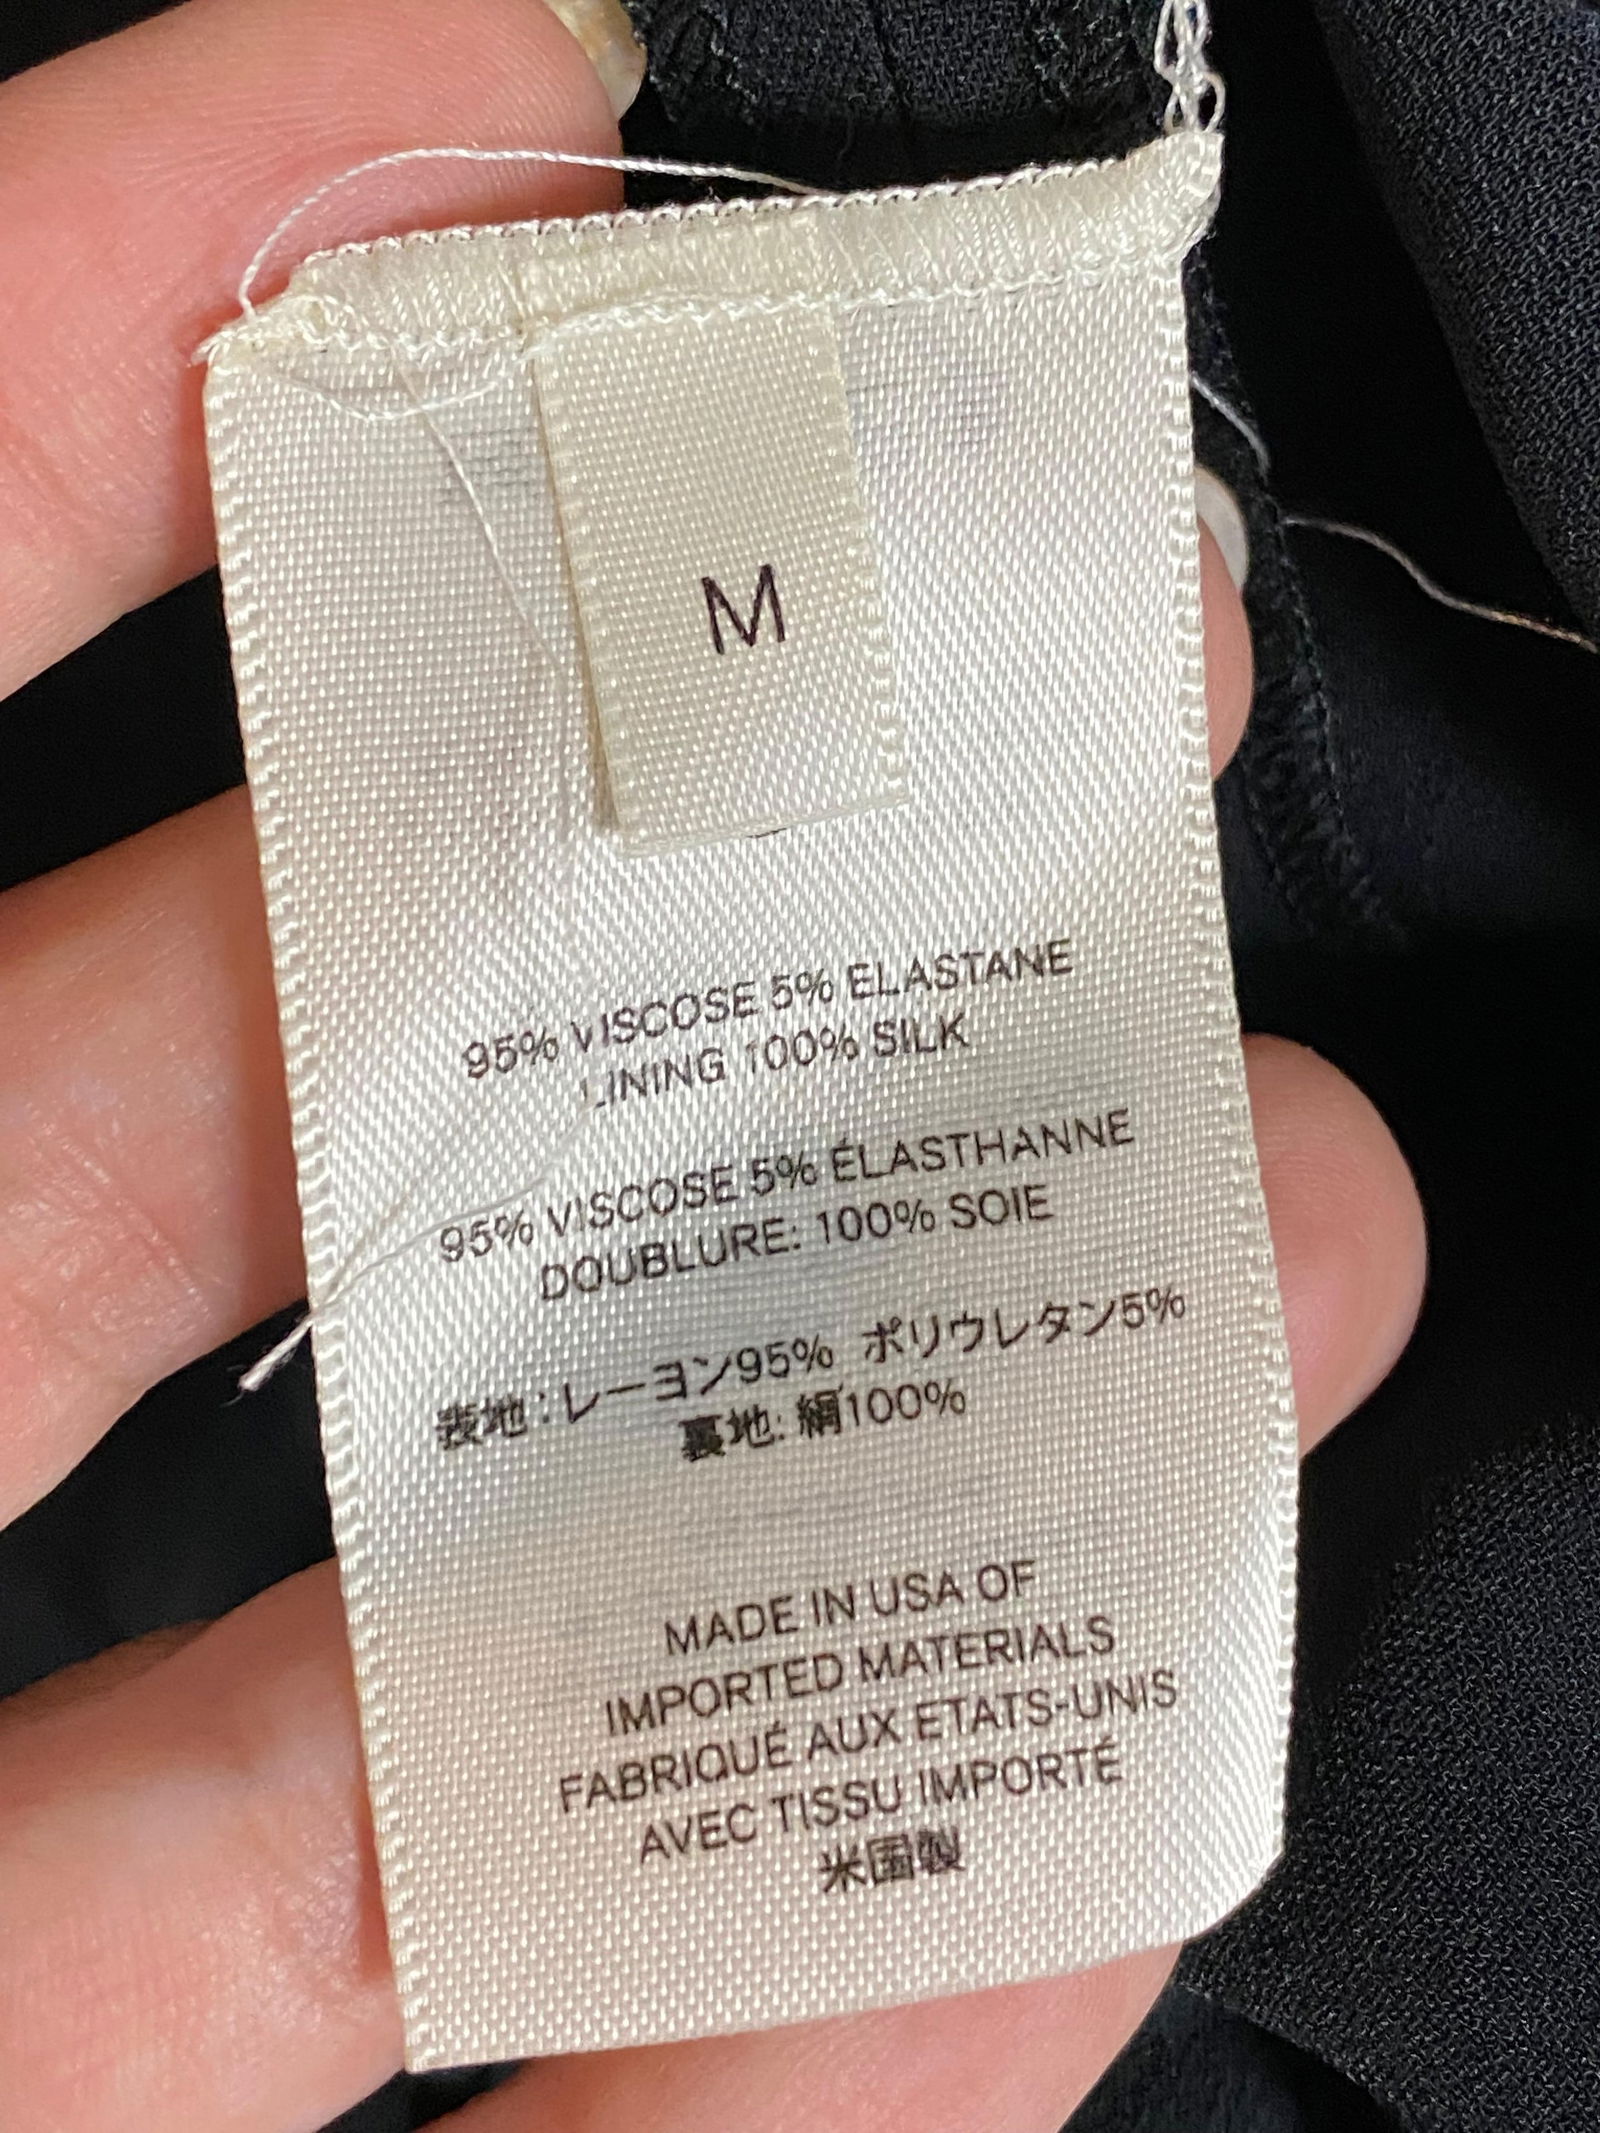 M
95% VISCOSE 5% ELASTANE
LINING 100% SILK
95% VISCOSE 5% ÉLASTHANNE
DOUBLURE: 100% SOIE
表地:レーヨン95% ポリウレタン5%
裏地: 絹100%
MADE IN USA OF
IMPORTED MATERIALS
FABRIQUÉ AUX ETATS-UNIS
AVEC TISSU IMPORTÉ
米国製